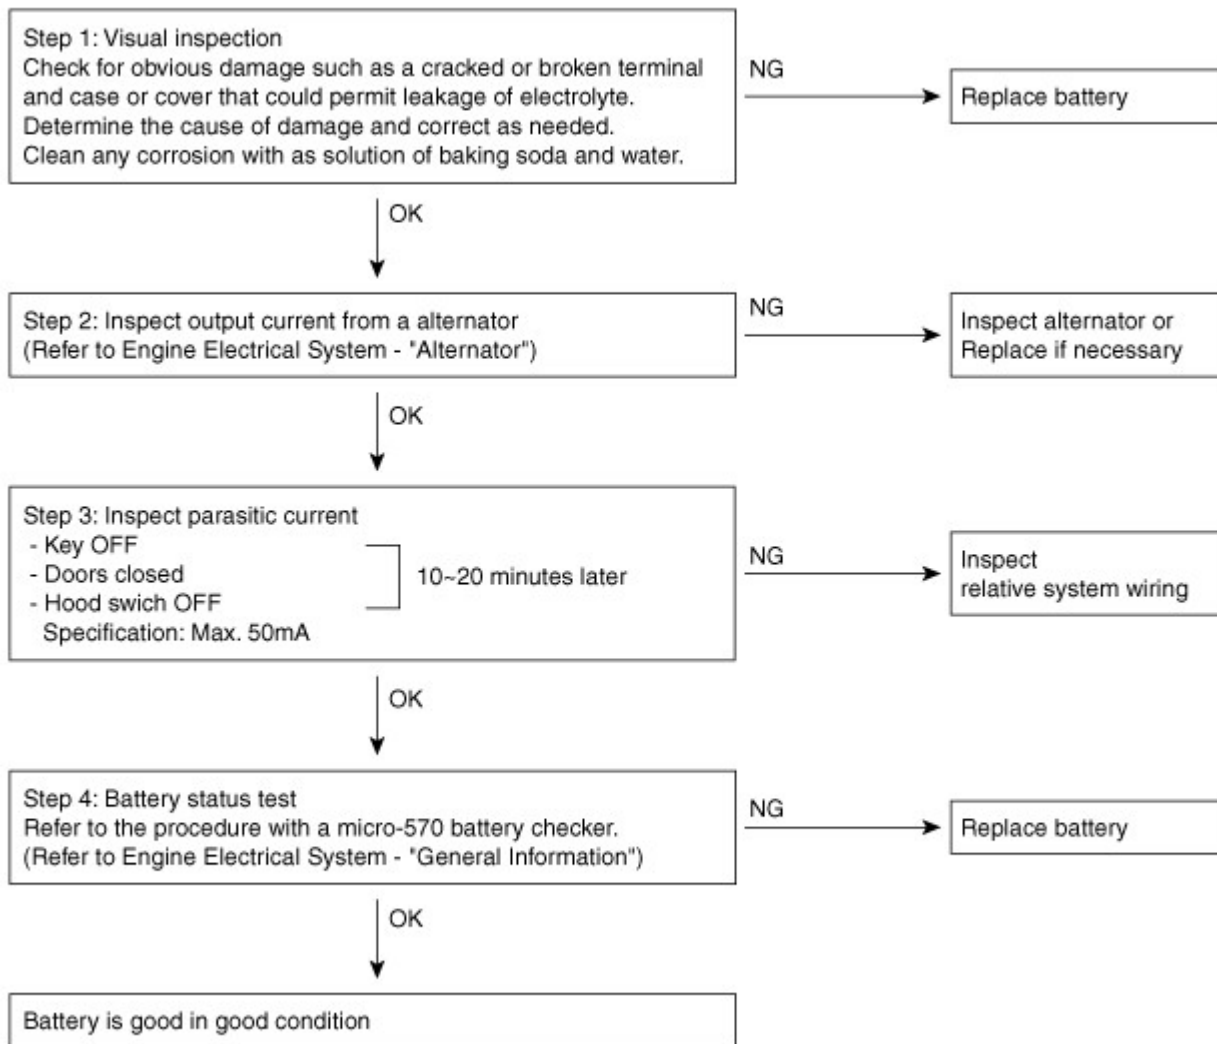 Step 1: Visual inspection
Check for obvious damage such as a cracked or broken terminal
and case or cover that could permit leakage of electrolyte.
Determine the cause of damage and correct as needed.
Clean any corrosion with as solution of baking soda and water.
NG
Replace battery
OK
Step 2: Inspect output current from a alternator
(Refer to Engine Electrical System - "Alternator")
NG
Inspect alternator or
Replace if necessary
OK
Step 3: Inspect parasitic current
- Key OFF
- Doors closed
- Hood swich OFF
10~20 minutes later
Specification: Max. 50mA
NG
Inspect
relative system wiring
OK
Step 4: Battery status test
Refer to the procedure with a micro-570 battery checker.
(Refer to Engine Electrical System - "General Information")
NG
Replace battery
OK
Battery is good in good condition